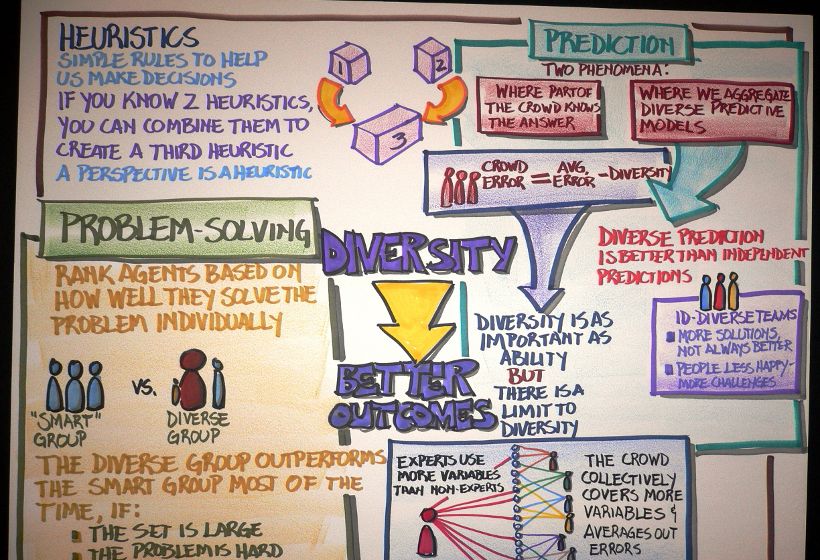 HEURISTICS
SIMPLE RULES TO HELP
US MAKE DECISIONS
IF YOU KNOW 2 HEURISTICS,
YOU CAN COMBINE THEM TO
CREATE A THIRD HEURISTIC
A PERSPECTIVE IS A HEURISTIC
1
2
3
PREDICTION
TWO PHENOMENA:
WHERE PART OF
THE CROWD KNOWS
THE ANSWER
WHERE WE AGGREGATE
DIVERSE PREDICTIVE
MODELS
CROWD ERROR = AVG. ERROR - DIVERSITY
DIVERSE PREDICTION
IS BETTER THAN INDEPENDENT
PREDICTIONS
ID-DIVERSE TEAMS
MORE SOLUTIONS,
NOT ALWAYS BETTER
PEOPLE LESS HAPPY-
MORE CHALLENGES
DIVERSITY IS AS
IMPORTANT AS
ABILITY
BUT
THERE IS A
LIMIT TO
DIVERSITY
DIVERSITY
BETTER
OUTCOMES
PROBLEM-SOLVING
RANK AGENTS BASED ON
HOW WELL THEY SOLVE THE
PROBLEM INDIVIDUALLY
VS.
"SMART"
GROUP
DIVERSE
GROUP
THE DIVERSE GROUP OUTPERFORMS
THE SMART GROUP MOST OF THE
TIME, IF:
THE SET IS LARGE
THE PROBLEM IS HARD
EXPERTS USE
MORE VARIABLES
THAN NON-EXPERTS
THE CROWD
COLLECTIVELY
COVERS MORE
VARIABLES &
AVERAGES OUT
ERRORS